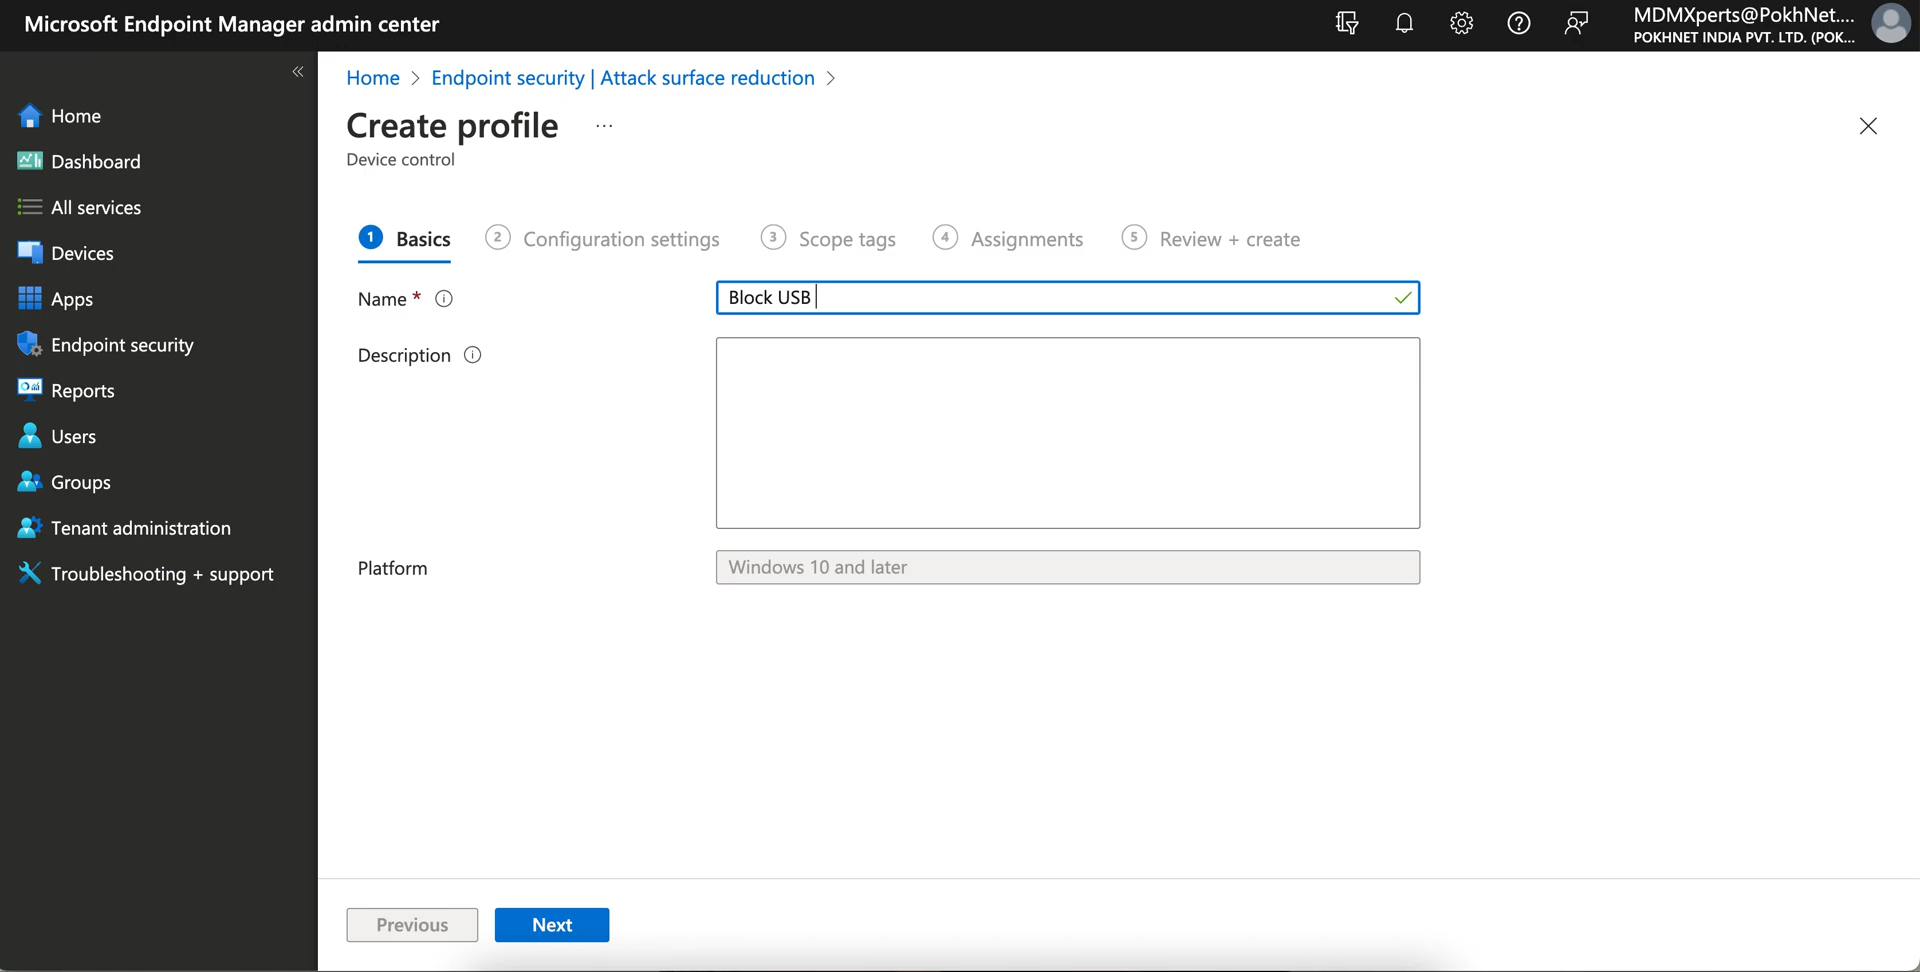 Microsoft Endpoint Manager admin center
MDMXperts@PokhNet....
POKHNET INDIA PVT. LTD. (POK...
«
Home
Dashboard
All services
Devices
Apps
Endpoint security
Reports
Users
Groups
Tenant administration
Troubleshooting + support
Home > Endpoint security | Attack surface reduction >
Create profile ...
Device control
1 Basics 2 Configuration settings 3 Scope tags 4 Assignments 5 Review + create
Name *
Block USB
Description
Platform
Windows 10 and later
Previous Next